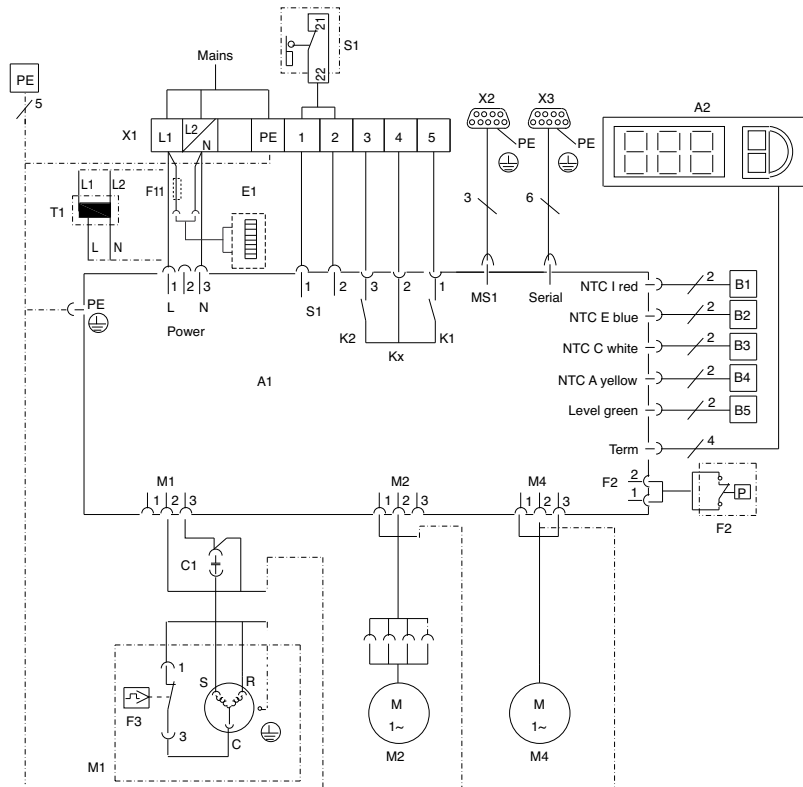 Mains
21
22
S1
PE
5
X1
L1
L2
N
PE
1
2
3
4
5
X2
X3
PE
PE
A2
3
6
L1
L2
T1
L
N
F11
E1
1
2
3
L
N
Power
PE
1
2
S1
3
2
1
K2
Kx
K1
MS1
Serial
NTC I red
2
B1
NTC E blue
2
B2
NTC C white
2
B3
NTC A yellow
2
B4
Level green
2
B5
Term
4
A1
F2
2
1
P
F2
M1
1
2
3
M2
1
2
3
M4
1
2
3
C1
1
3
F3
S
R
C
M1
M
1~
M2
M
1~
M4